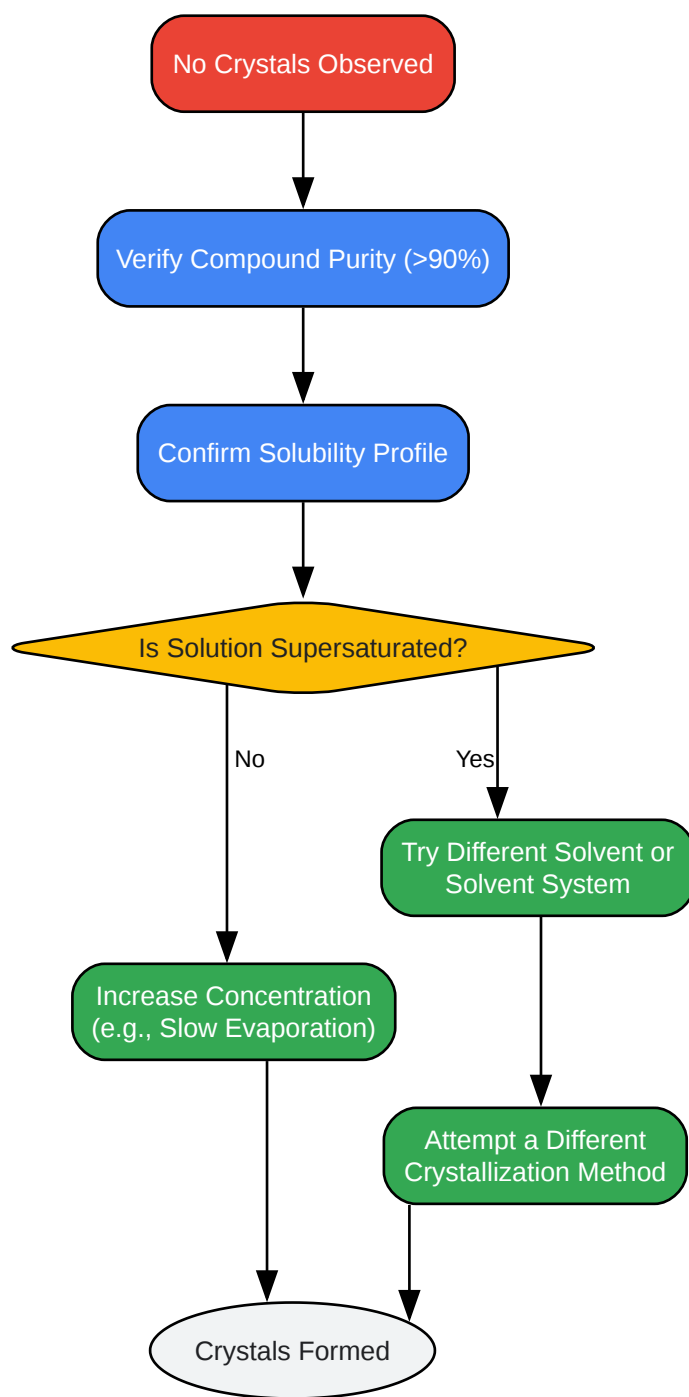 No Crystals Observed
Verify Compound Purity (>90%)
Confirm Solubility Profile
Is Solution Supersaturated?
No
Yes
Try Different Solvent or
Solvent System
Increase Concentration
(e.g., Slow Evaporation)
Attempt a Different
Crystallization Method
Crystals Formed